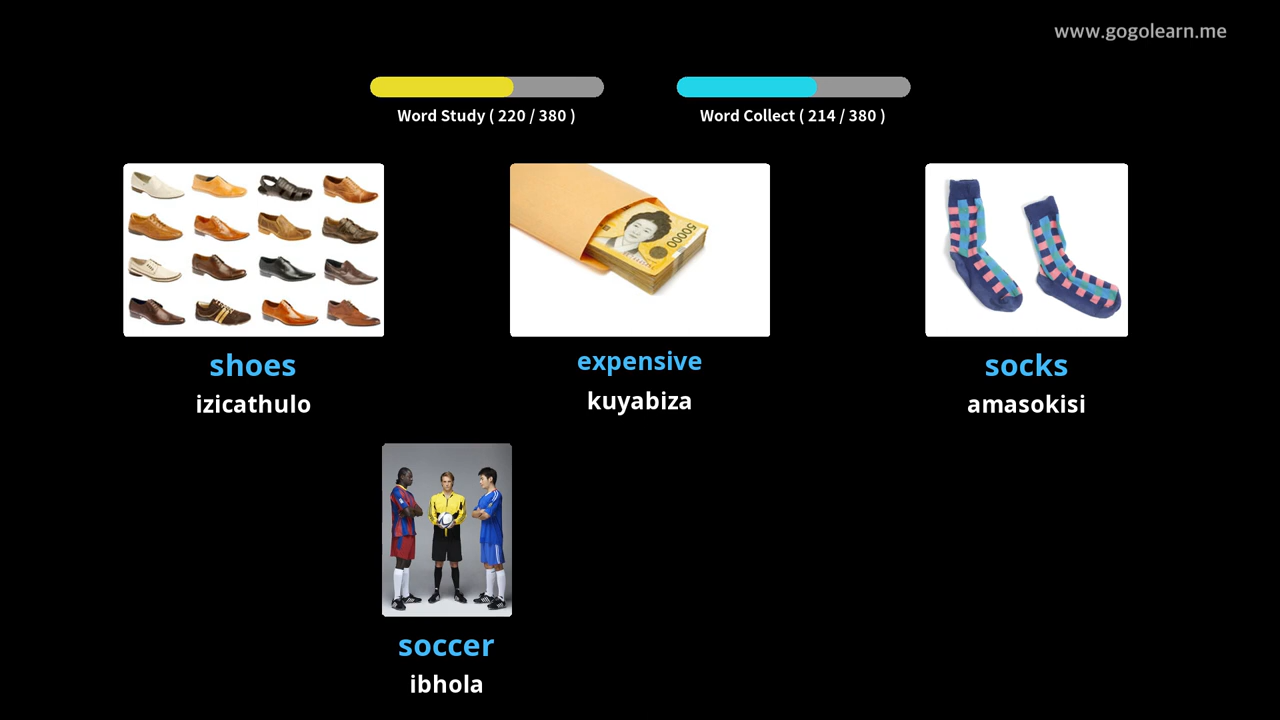 www.gogolearn.me
Word Study ( 220 / 380 )
Word Collect ( 214 / 380 )
50000
shoes
izicathulo
expensive
kuyabiza
socks
amasokisi
soccer
ibhola